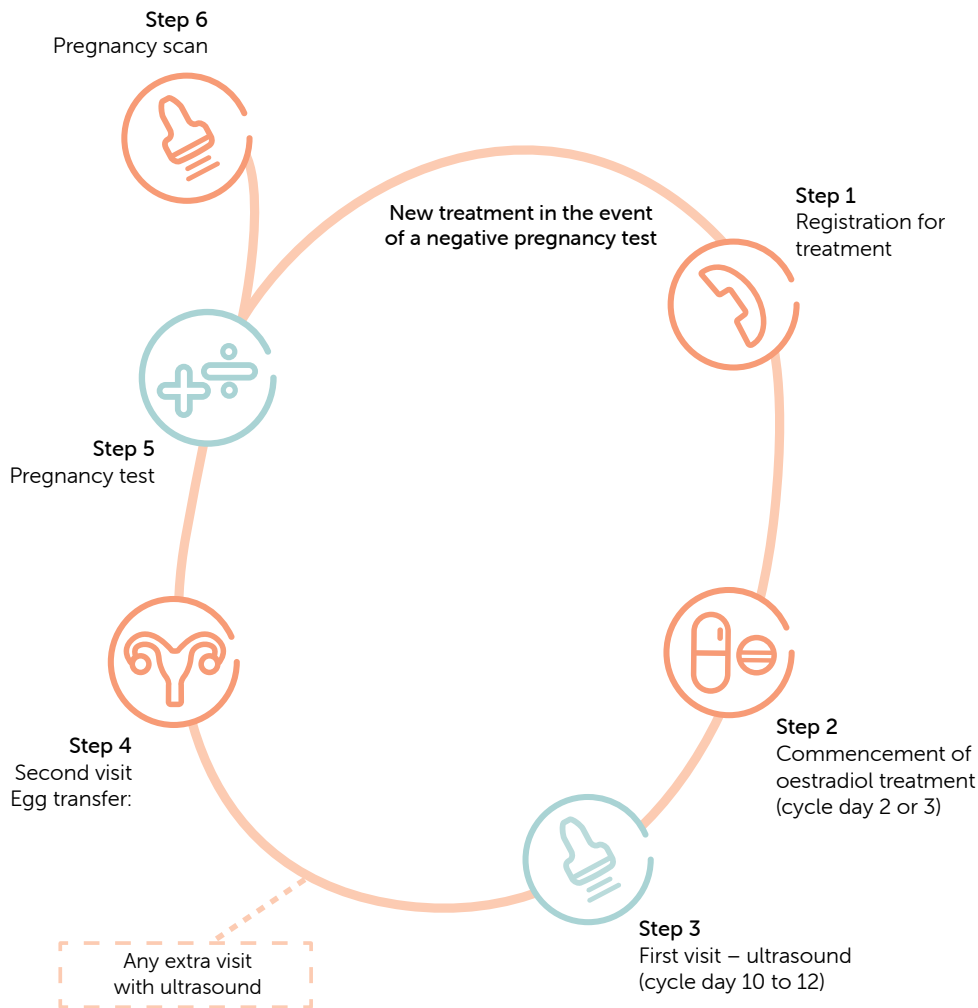 Step 6
Pregnancy scan
New treatment in the event
of a negative pregnancy test
Step 1
Registration for
treatment
Step 5
Pregnancy test
Step 2
Commencement of
oestradiol treatment
(cycle day 2 or 3)
Step 4
Second visit
Egg transfer:
Step 3
First visit – ultrasound
(cycle day 10 to 12)
Any extra visit
with ultrasound